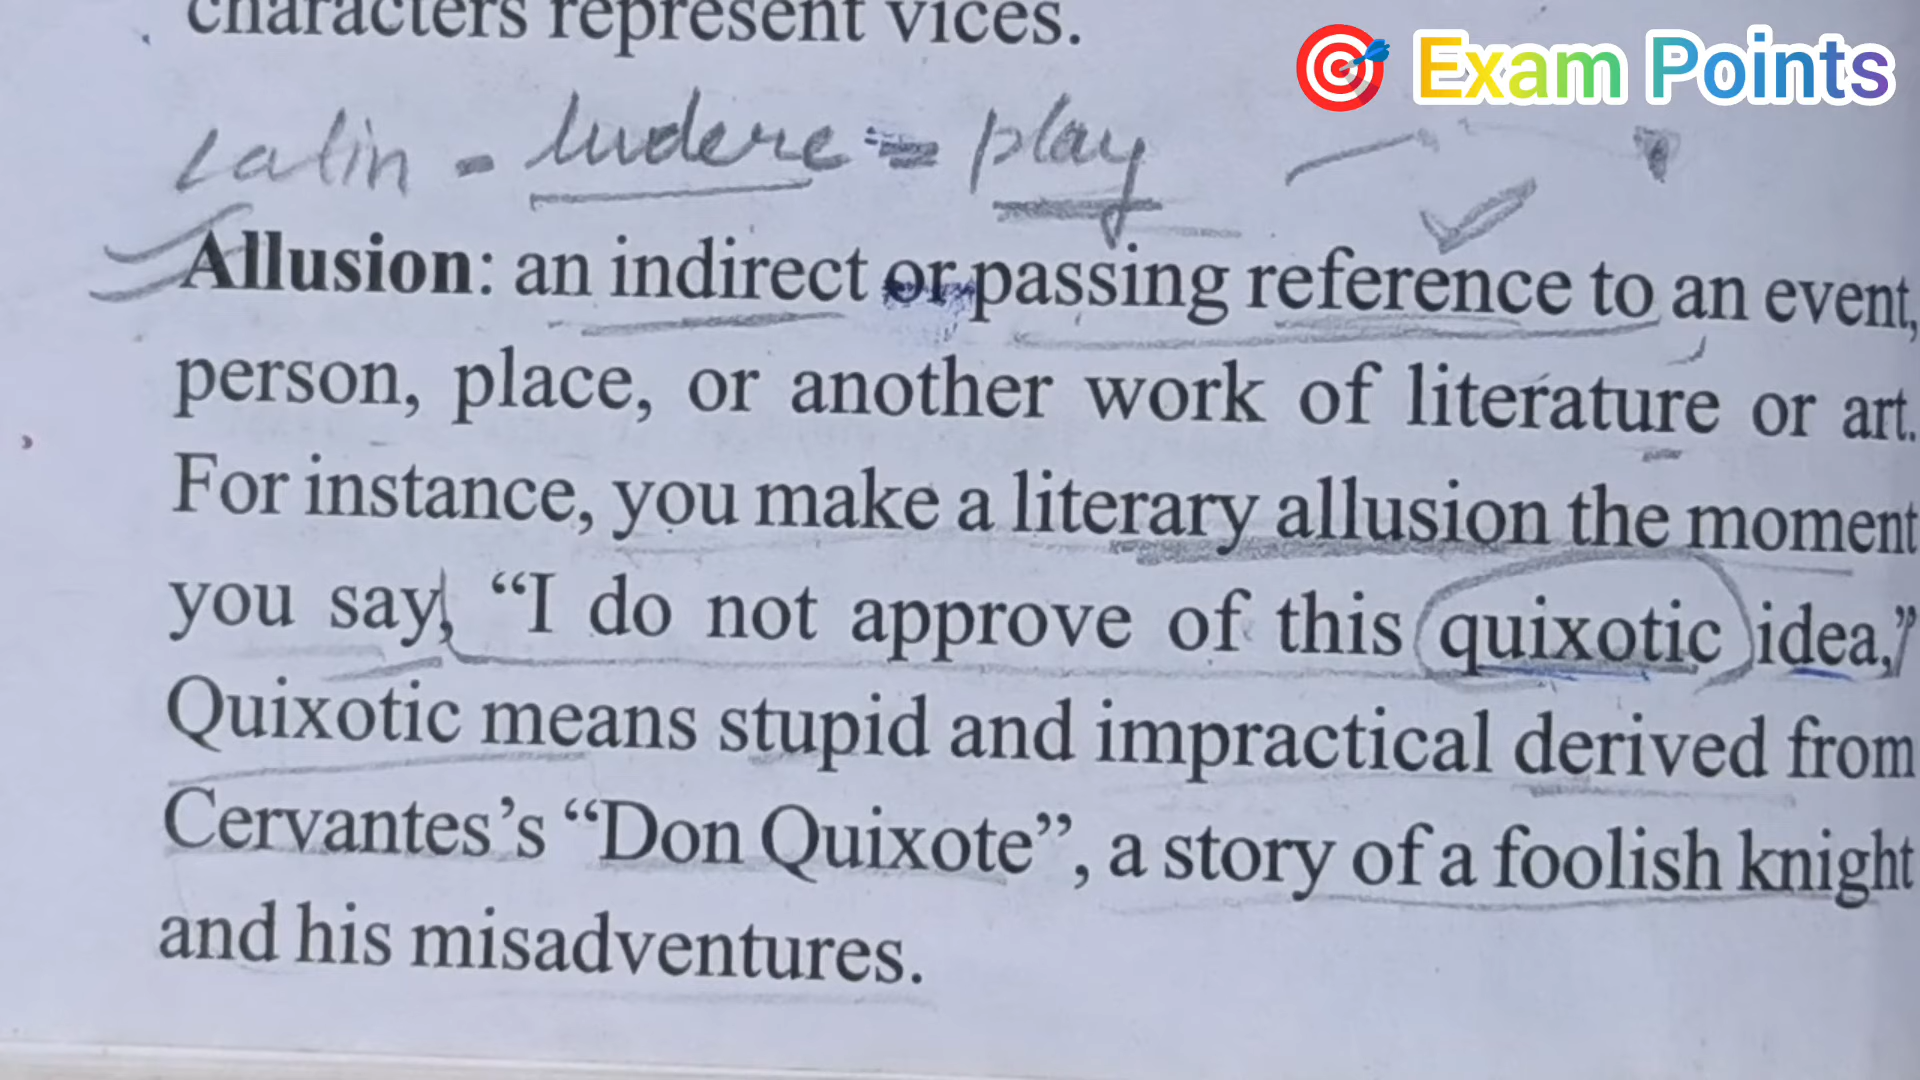 characters represent vices.
Exam Points
Latin - ludere = play
Allusion: an indirect or passing reference to an event,
person, place, or another work of literature or art.
For instance, you make a literary allusion the moment
you say, “I do not approve of this quixotic idea,”
Quixotic means stupid and impractical derived from
Cervantes’s “Don Quixote”, a story of a foolish knight
and his misadventures.